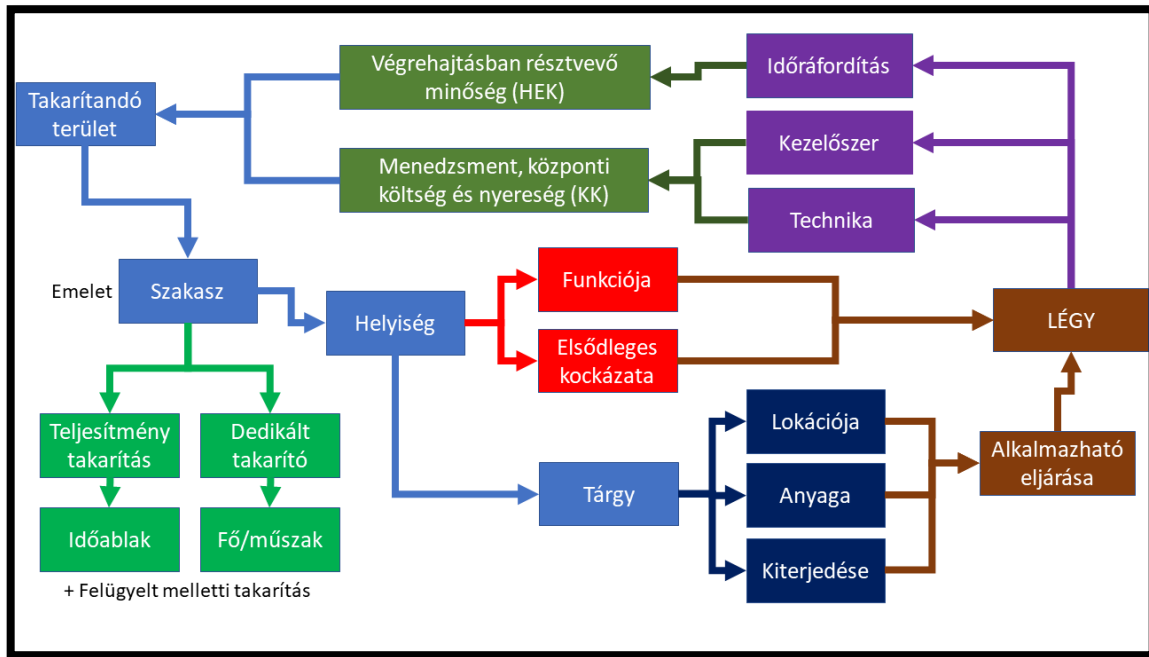 Végrehajtásban résztvevő
minőség (HEK)
Időráfordítás
Takarítandó
terület
Kezelőszer
Menedzsment, központi
költség és nyereség (KK)
Technika
Emelet
Szakasz
Funkciója
Helyiség
LÉGY
Elsődleges
kockázata
Teljesítmény
takarítás
Dedikált
takarító
Lokációja
Alkalmazható
eljárása
Tárgy
Anyaga
Időablak
Fő/műszak
Kiterjedése
+ Felügyelt melletti takarítás